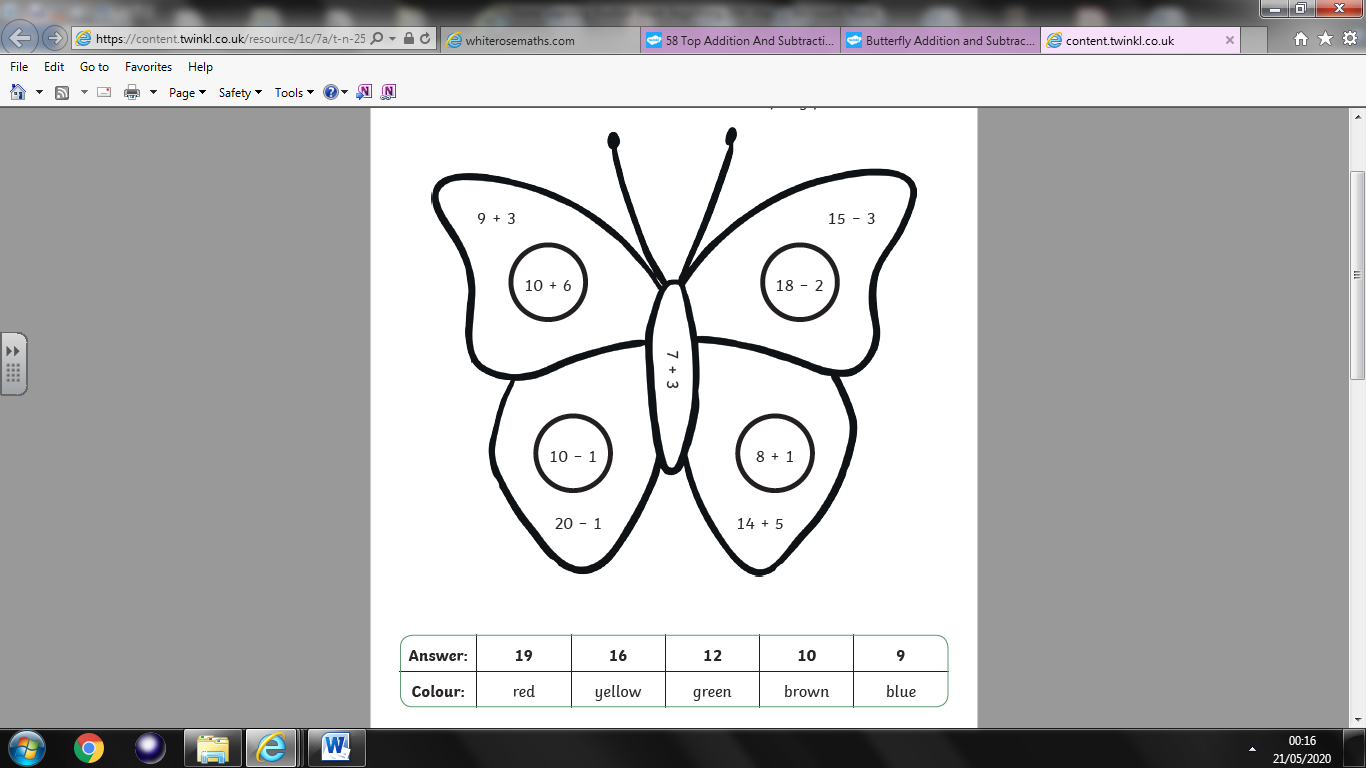 https://content.twinkl.co.uk/resource/1c/7a/t-n-25
whiterosemaths.com
58 Top Addition And Subtracti...
Butterfly Addition and Subtrac...
content.twinkl.co.uk
File Edit Go to Favorites Help
Page Safety Tools
9 + 3
15 − 3
10 + 6
18 − 2
7 + 3
10 − 1
8 + 1
20 − 1
14 + 5
Answer: 19 16 12 10 9
Colour: red yellow green brown blue
00:16
21/05/2020